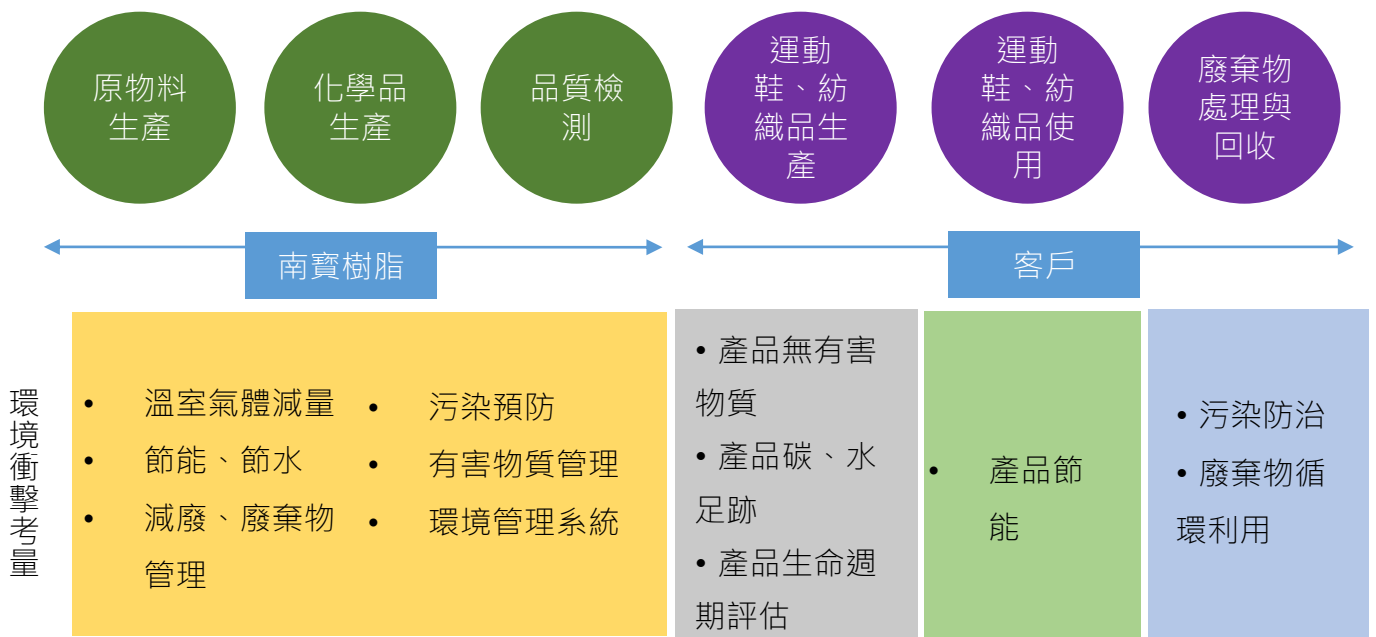 原物料
生產
化學品
生產
品質檢
測
運動
鞋、紡
織品生
產
運動
鞋、紡
織品使
用
廢棄物
處理與
回收
南寶樹脂
客戶
環境衝擊考量
• 溫室氣體減量
• 節能、節水
• 減廢、廢棄物
管理
• 污染預防
• 有害物質管理
• 環境管理系統
• 產品無有害
物質
• 產品碳、水
足跡
• 產品生命週
期評估
• 產品節
能
• 污染防治
• 廢棄物循
環利用